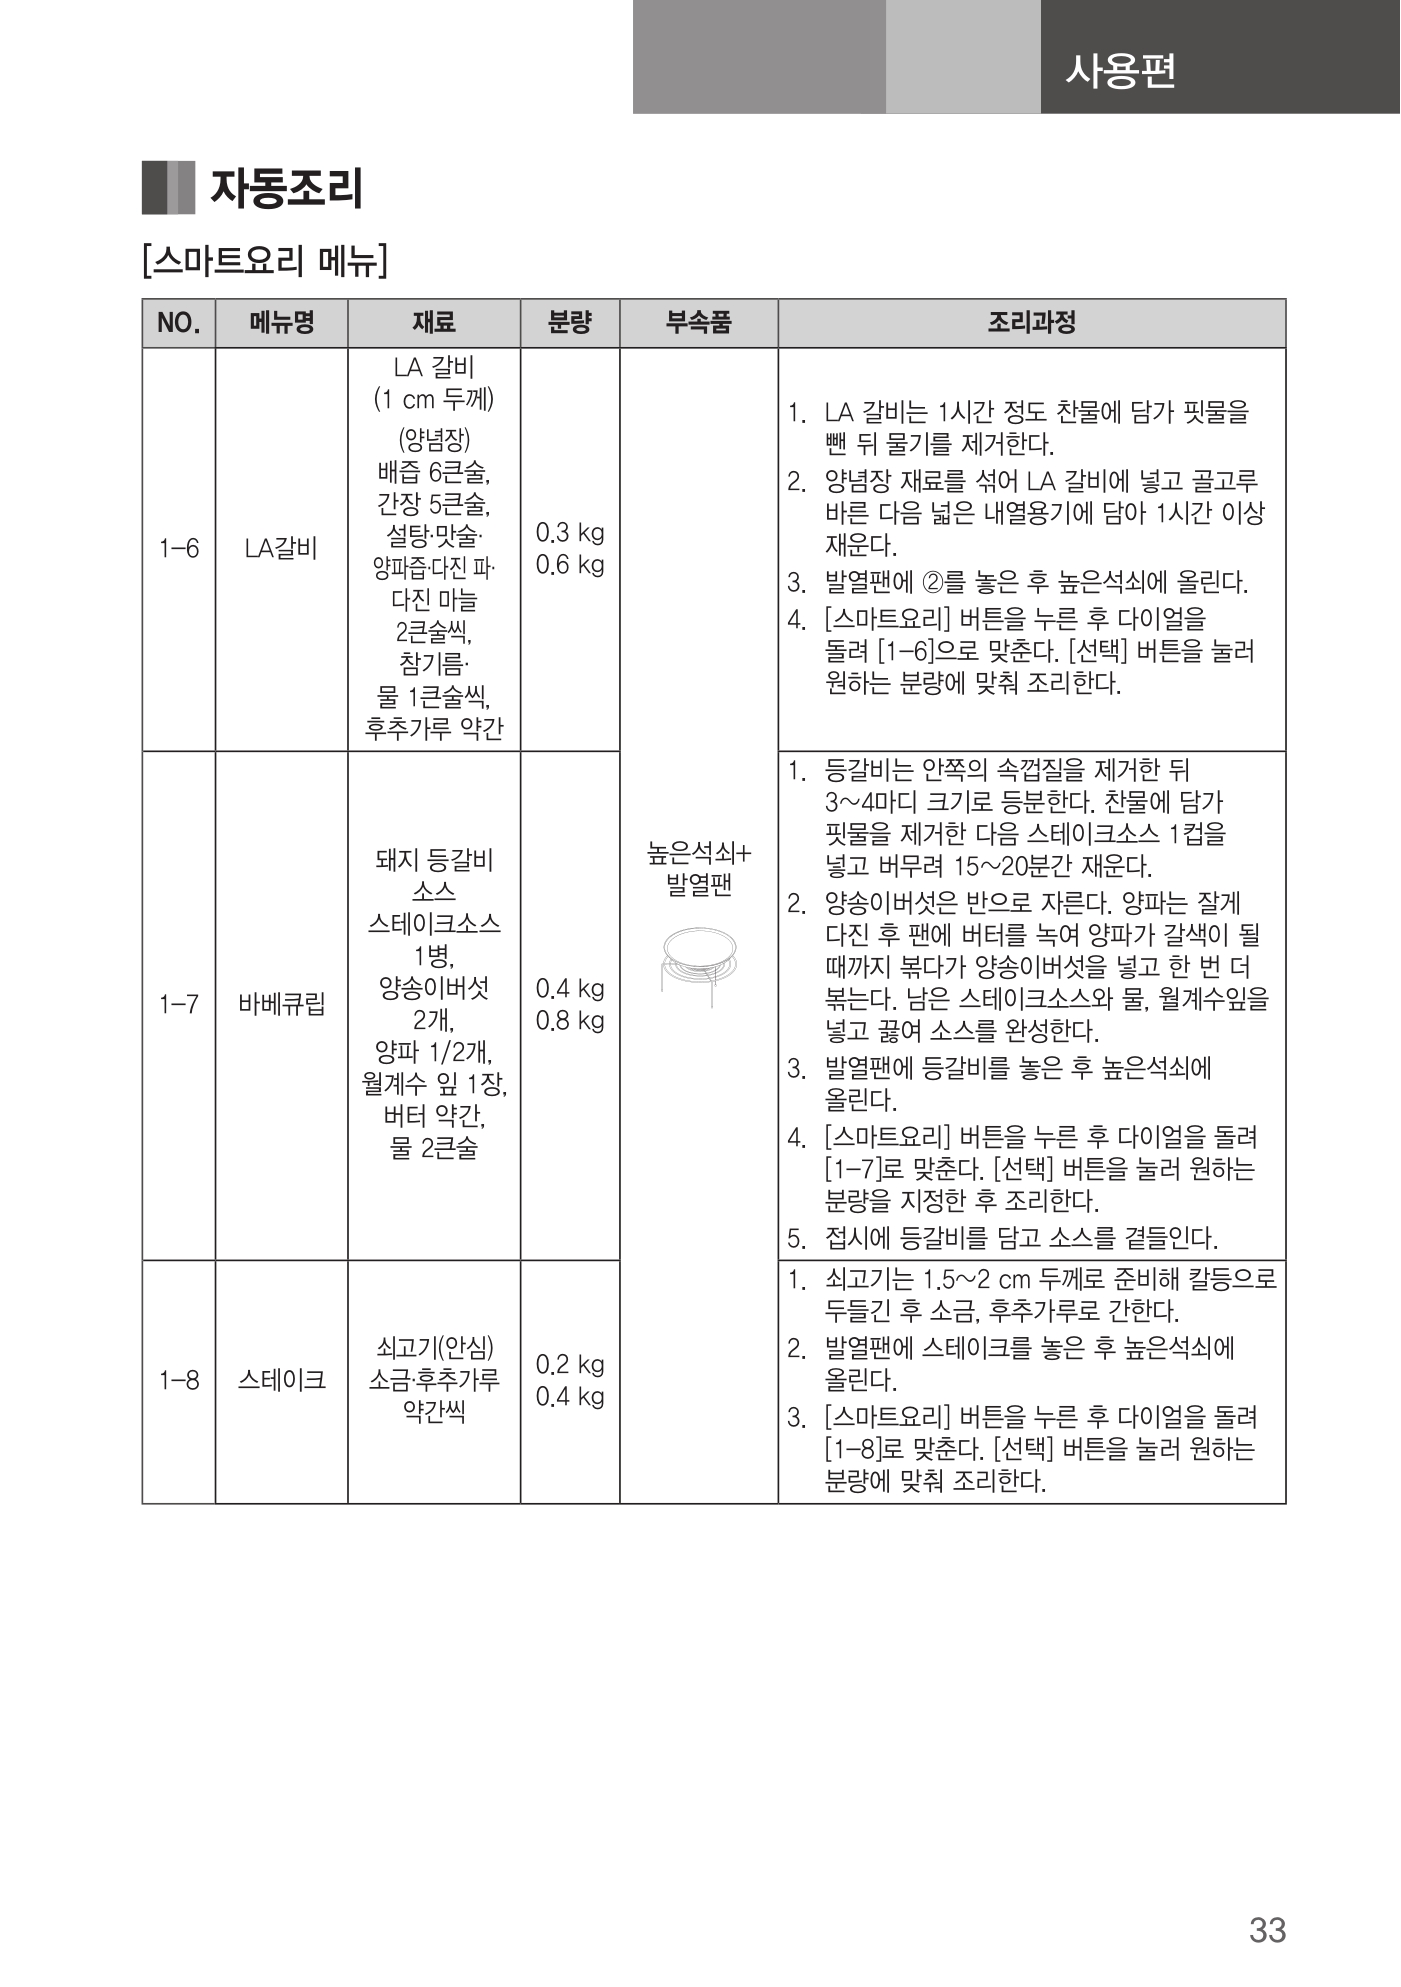 사용편
자동조리
[스마트요리 메뉴]
NO.
메뉴명
재료
분량
부속품
조리과정
1-6
LA갈비
LA 갈비
(1 cm 두께)
(양념장)
배즙 6큰술,
간장 5큰술,
설탕·맛술·
양파즙·다진 파·
다진 마늘
2큰술씩,
참기름·
물 1큰술씩,
후추가루 약간
0.3 kg
0.6 kg
높은석쇠+
발열팬
1. LA 갈비는 1시간 정도 찬물에 담가 핏물을
뺀 뒤 물기를 제거한다.
2. 양념장 재료를 섞어 LA 갈비에 넣고 골고루
바른 다음 넓은 내열용기에 담아 1시간 이상
재운다.
3. 발열팬에 ②를 놓은 후 높은석쇠에 올린다.
4. [스마트요리] 버튼을 누른 후 다이얼을
돌려 [1-6]으로 맞춘다. [선택] 버튼을 눌러
원하는 분량에 맞춰 조리한다.
1-7
바베큐립
돼지 등갈비
소스
스테이크소스
1병,
양송이버섯
2개,
양파 1/2개,
월계수 잎 1장,
버터 약간,
물 2큰술
0.4 kg
0.8 kg
1. 등갈비는 안쪽의 속껍질을 제거한 뒤
3~4마디 크기로 등분한다. 찬물에 담가
핏물을 제거한 다음 스테이크소스 1컵을
넣고 버무려 15~20분간 재운다.
2. 양송이버섯은 반으로 자른다. 양파는 잘게
다진 후 팬에 버터를 녹여 양파가 갈색이 될
때까지 볶다가 양송이버섯을 넣고 한 번 더
볶는다. 남은 스테이크소스와 물, 월계수잎을
넣고 끓여 소스를 완성한다.
3. 발열팬에 등갈비를 놓은 후 높은석쇠에
올린다.
4. [스마트요리] 버튼을 누른 후 다이얼을 돌려
[1-7]로 맞춘다. [선택] 버튼을 눌러 원하는
분량을 지정한 후 조리한다.
5. 접시에 등갈비를 담고 소스를 곁들인다.
1-8
스테이크
쇠고기(안심)
소금·후추가루
약간씩
0.2 kg
0.4 kg
1. 쇠고기는 1.5~2 cm 두께로 준비해 칼등으로
두들긴 후 소금, 후추가루로 간한다.
2. 발열팬에 스테이크를 놓은 후 높은석쇠에
올린다.
3. [스마트요리] 버튼을 누른 후 다이얼을 돌려
[1-8]로 맞춘다. [선택] 버튼을 눌러 원하는
분량에 맞춰 조리한다.
33